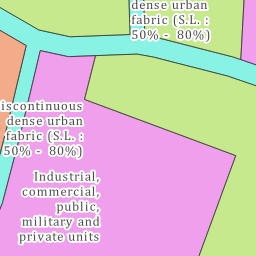 dense urban
fabric (S.L. :
50% - 80%)
iscontinuous
dense urban
fabric (S.L. :
50% - 80%)
Industrial,
commercial,
public,
military and
private units